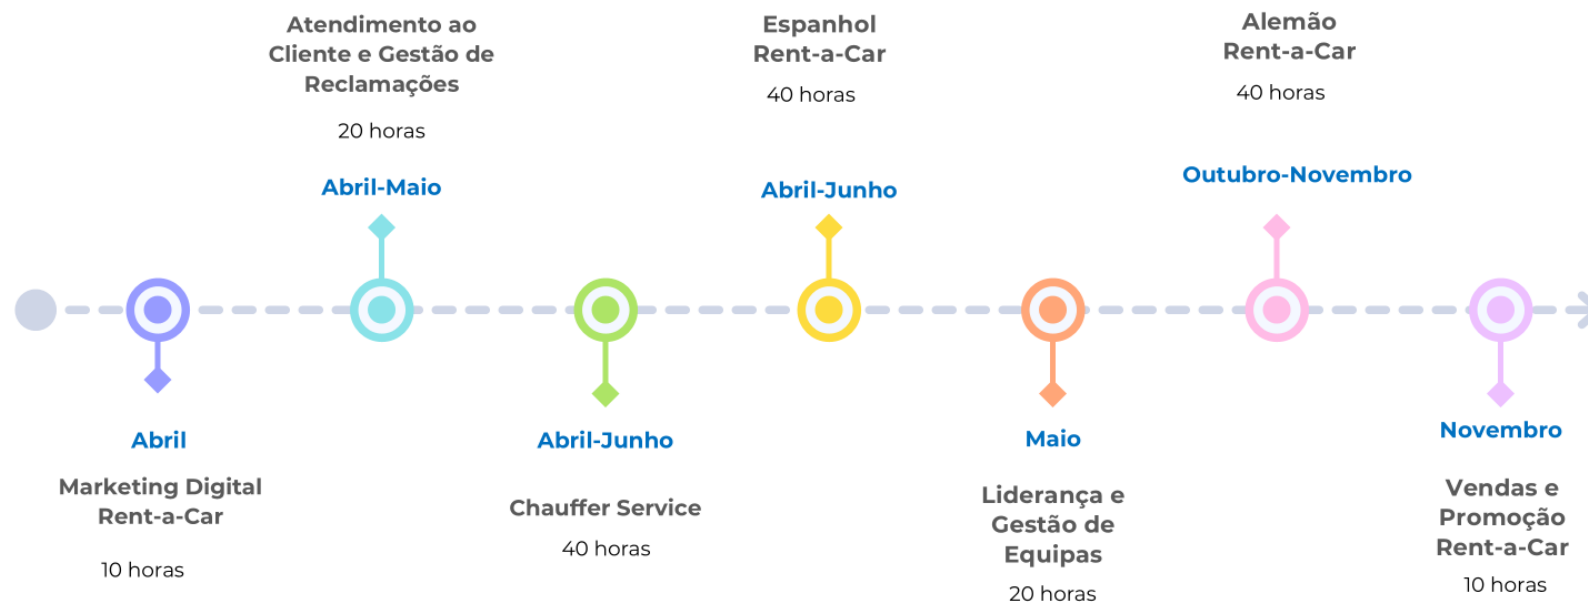 Abril
Marketing Digital
Rent-a-Car
10 horas
Atendimento ao
Cliente e Gestão de
Reclamações
20 horas
Abril-Maio
Abril-Junho
Chauffer Service
40 horas
Espanhol
Rent-a-Car
40 horas
Abril-Junho
Maio
Liderança e
Gestão de
Equipas
20 horas
Alemão
Rent-a-Car
40 horas
Outubro-Novembro
Novembro
Vendas e
Promoção
Rent-a-Car
10 horas